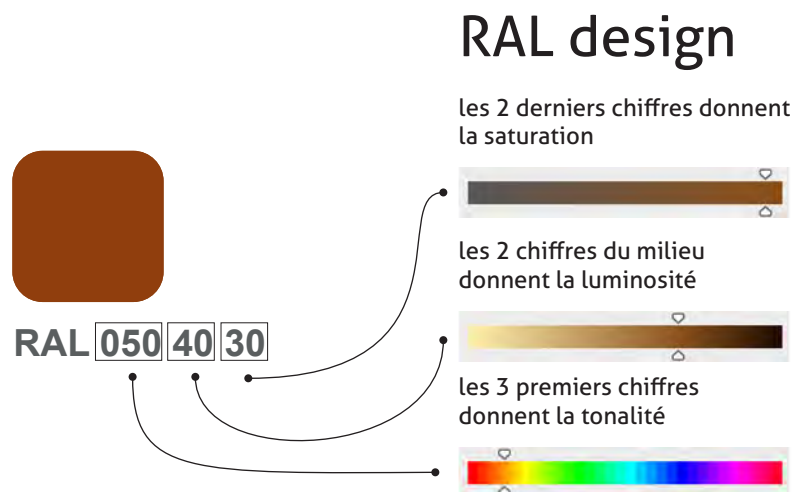 RAL design
les 2 derniers chiffres donnent
la saturation
les 2 chiffres du milieu
donnent la luminosité
RAL 050 40 30
les 3 premiers chiffres
donnent la tonalité